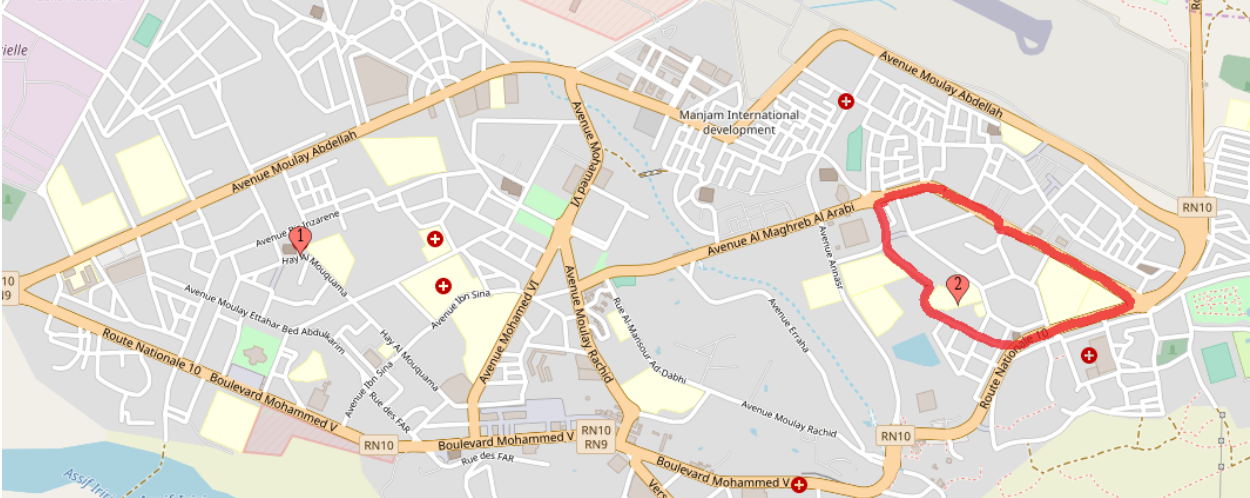 ielle
Avenue Moulay Abdellah
Manjam International
development
Avenue Mohamed VI
Avenue Moulay Abdellah
RN10
Avenue Al Maghreb Al Arabi
1
Hay Al Mouquama
Avenue Ibn Sina
Avenue Annasr
2
10
N9
Avenue Moulay Ettahar Bed Abdulkarim
Avenue Mohamed VI
Avenue Moulay Rachid
Rue Al-Mansour Ad-Dahbi
Avenue Erraha
Route Nationale 10
Boulevard Mohammed V
Hay Al Mouquama
Avenue Ibn Sina
Rue des FAR
Route Nationale 10
Avenue Moulay Rachid
RN10
Boulevard Mohammed V
RN10
RN9
RN10
Rue des FAR
Boulevard Mohammed V